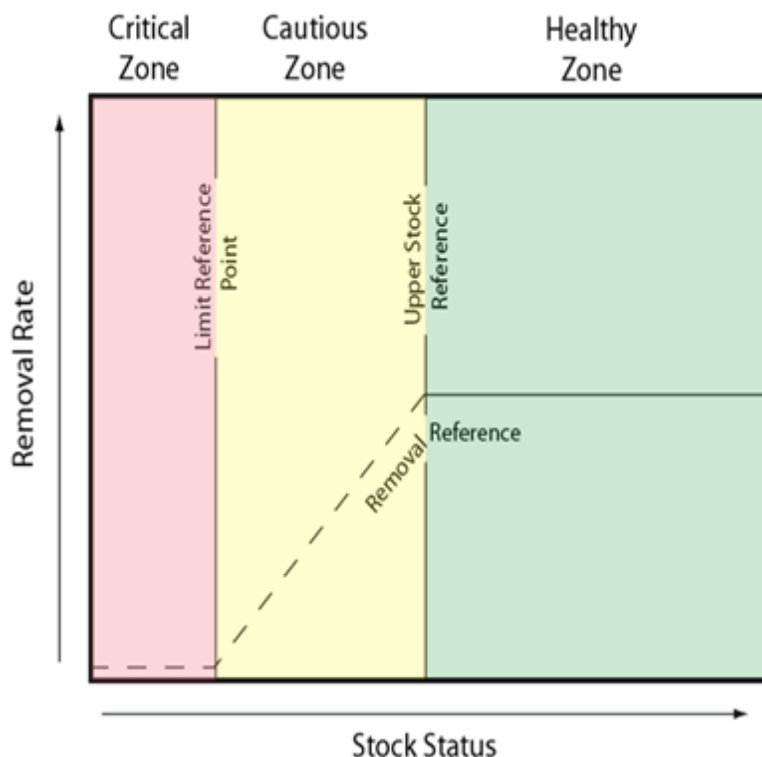 Critical
Zone
Cautious
Zone
Healthy
Zone
Removal Rate
Limit Reference
Point
Upper Stock
Reference
Removal Reference
Stock Status